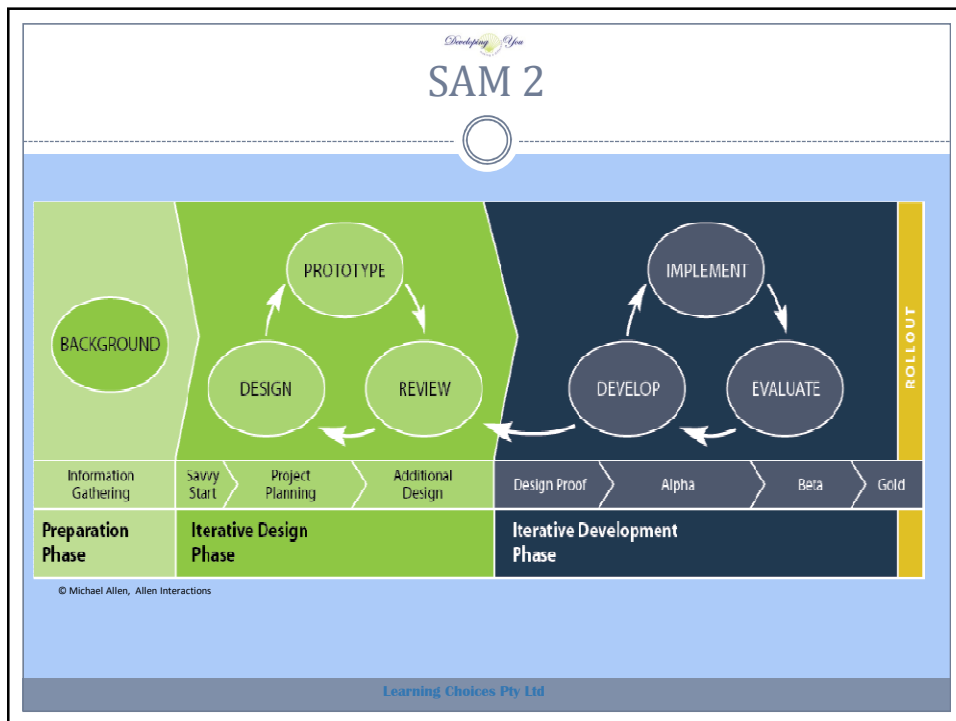 Developing You
SAM 2
PROTOTYPE
IMPLEMENT
BACKGROUND
DESIGN
REVIEW
DEVELOP
EVALUATE
ROLLOUT
Information
Gathering
Savvy
Start
Project
Planning
Additional
Design
Design Proof
Alpha
Beta
Gold
Preparation
Phase
Iterative Design
Phase
Iterative Development
Phase
© Michael Allen, Allen Interactions
Learning Choices Pty Ltd